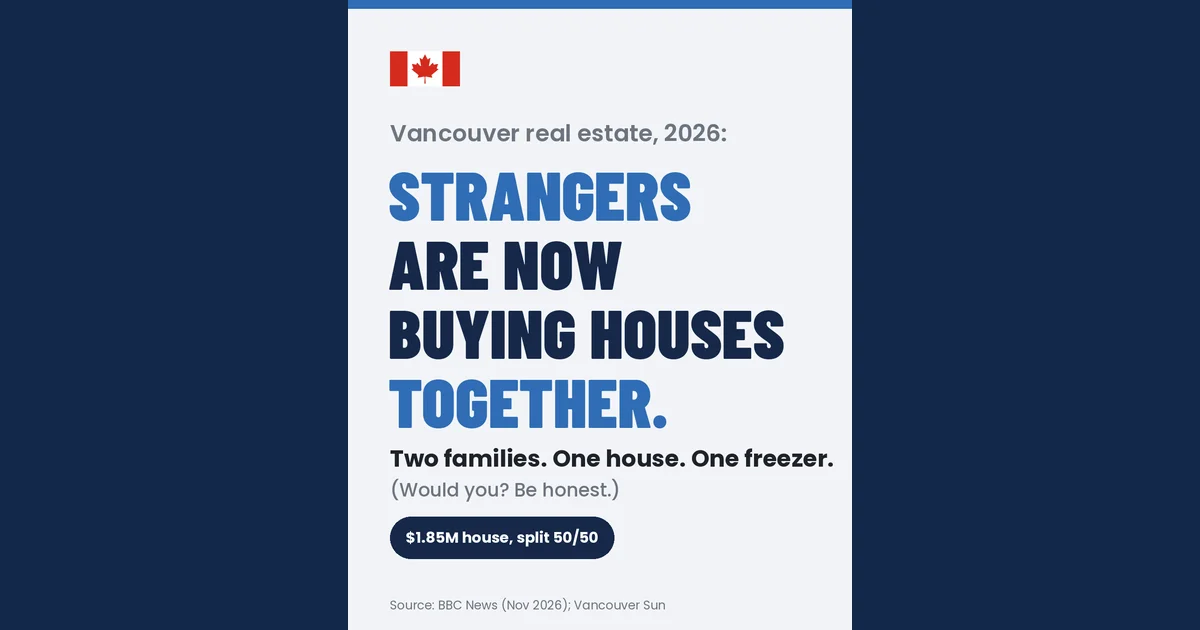 Vancouver real estate, 2026:
STRANGERS
ARE NOW
BUYING HOUSES
TOGETHER.
Two families. One house. One freezer.
(Would you? Be honest.)
$1.85M house, split 50/50
Source: BBC News (Nov 2026); Vancouver Sun